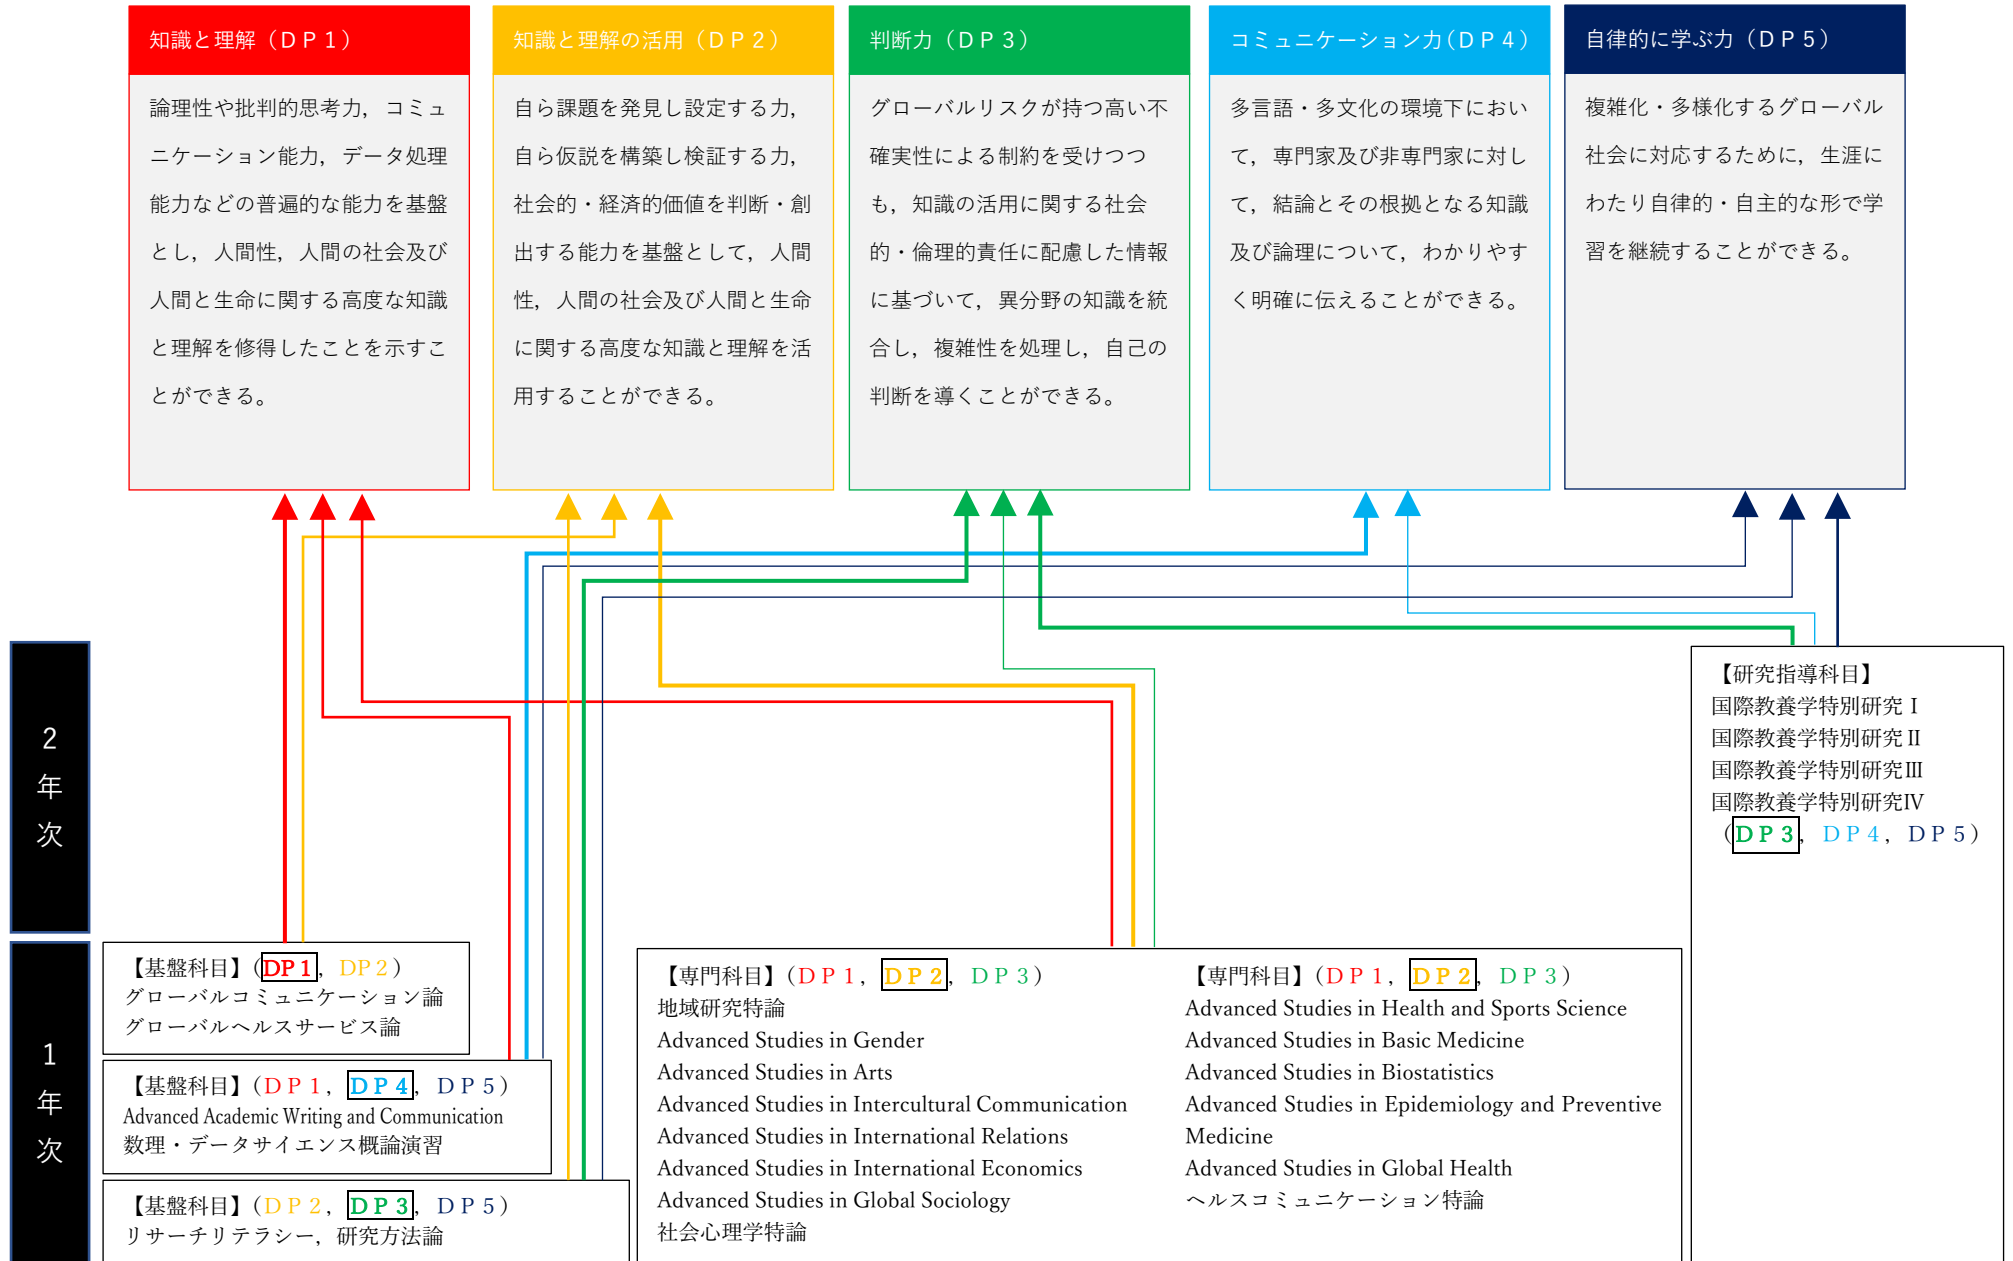 知識と理解（ＤＰ１）
論理性や批判的思考力，コミュ
ニケーション能力，データ処理
能力などの普遍的な能力を基盤
とし，人間性，人間の社会及び
人間と生命に関する高度な知識
と理解を修得したことを示すこ
とができる。
知識と理解の活用（ＤＰ２）
自ら課題を発見し設定する力，
自ら仮説を構築し検証する力，
社会的・経済的価値を判断・創
出する能力を基盤として，人間
性，人間の社会及び人間と生命
に関する高度な知識と理解を活
用することができる。
判断力（ＤＰ３）
グローバルリスクが持つ高い不
確実性による制約を受けつつ
も，知識の活用に関する社会
的・倫理的責任に配慮した情報
に基づいて，異分野の知識を統
合し，複雑性を処理し，自己の
判断を導くことができる。
コミュニケーション力（ＤＰ４）
多言語・多文化の環境下におい
て，専門家及び非専門家に対し
て，結論とその根拠となる知識
及び論理について，わかりやす
く明確に伝えることができる。
自律的に学ぶ力（ＤＰ５）
複雑化・多様化するグローバル
社会に対応するために，生涯に
わたり自律的・自主的な形で学
習を継続することができる。
２
年
次
【研究指導科目】
国際教養学特別研究Ⅰ
国際教養学特別研究Ⅱ
国際教養学特別研究Ⅲ
国際教養学特別研究Ⅳ
（ＤＰ３，ＤＰ４，ＤＰ５）
１
年
次
【基盤科目】（ＤＰ１，ＤＰ２）
グローバルコミュニケーション論
グローバルヘルスサービス論
【基盤科目】（ＤＰ１，ＤＰ４，ＤＰ５）
Advanced Academic Writing and Communication
数理・データサイエンス概論演習
【基盤科目】（ＤＰ２，ＤＰ３，ＤＰ５）
リサーチリテラシー，研究方法論
【専門科目】（ＤＰ１，ＤＰ２，ＤＰ３）
地域研究特論
Advanced Studies in Gender
Advanced Studies in Arts
Advanced Studies in Intercultural Communication
Advanced Studies in International Relations
Advanced Studies in International Economics
Advanced Studies in Global Sociology
社会心理学特論
【専門科目】（ＤＰ１，ＤＰ２，ＤＰ３）
Advanced Studies in Health and Sports Science
Advanced Studies in Basic Medicine
Advanced Studies in Biostatistics
Advanced Studies in Epidemiology and Preventive
Medicine
Advanced Studies in Global Health
ヘルスコミュニケーション特論